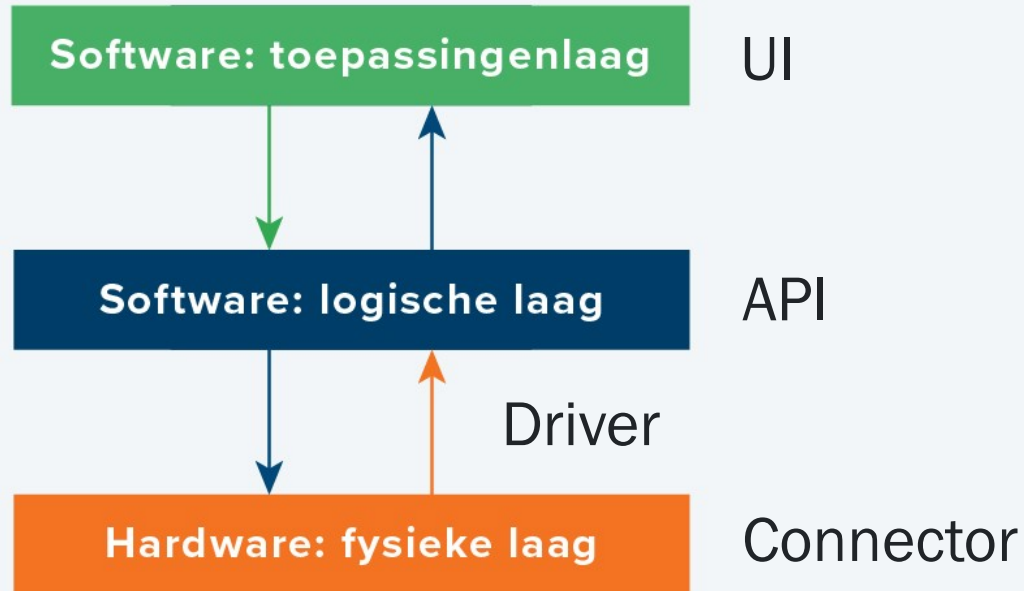 Software: toepassingenlaag
UI
Software: logische laag
API
Driver
Hardware: fysieke laag
Connector